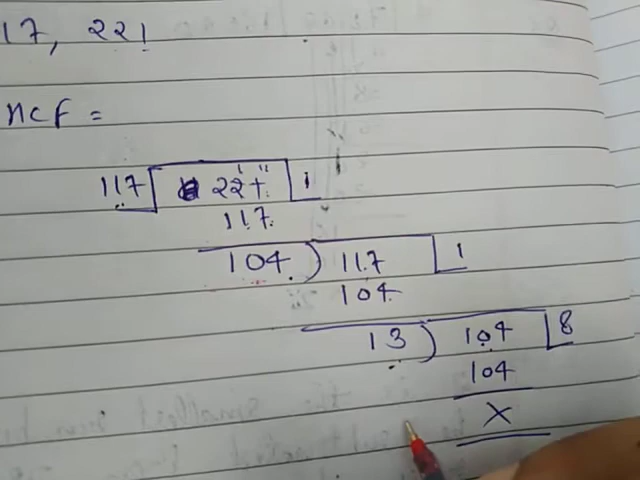 17, 221
HCF =
117 221 1
117
104 ) 117 1
104
13 ) 104 8
104
X